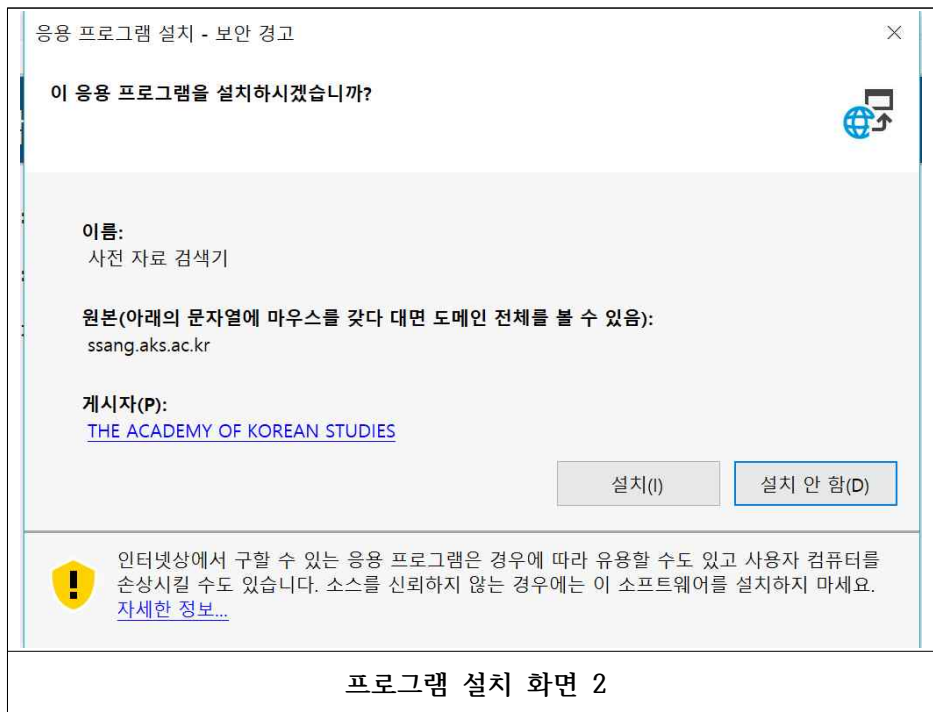 응용 프로그램 설치 - 보안 경고
이 응용 프로그램을 설치하시겠습니까?
이름:
사전 자료 검색기
원본(아래의 문자열에 마우스를 갖다 대면 도메인 전체를 볼 수 있음):
ssang.aks.ac.kr
게시자(P):
THE ACADEMY OF KOREAN STUDIES
설치(I)
설치 안 함(D)
인터넷상에서 구할 수 있는 응용 프로그램은 경우에 따라 유용할 수도 있고 사용자 컴퓨터를
손상시킬 수도 있습니다. 소스를 신뢰하지 않는 경우에는 이 소프트웨어를 설치하지 마세요.
자세한 정보...
프로그램 설치 화면 2